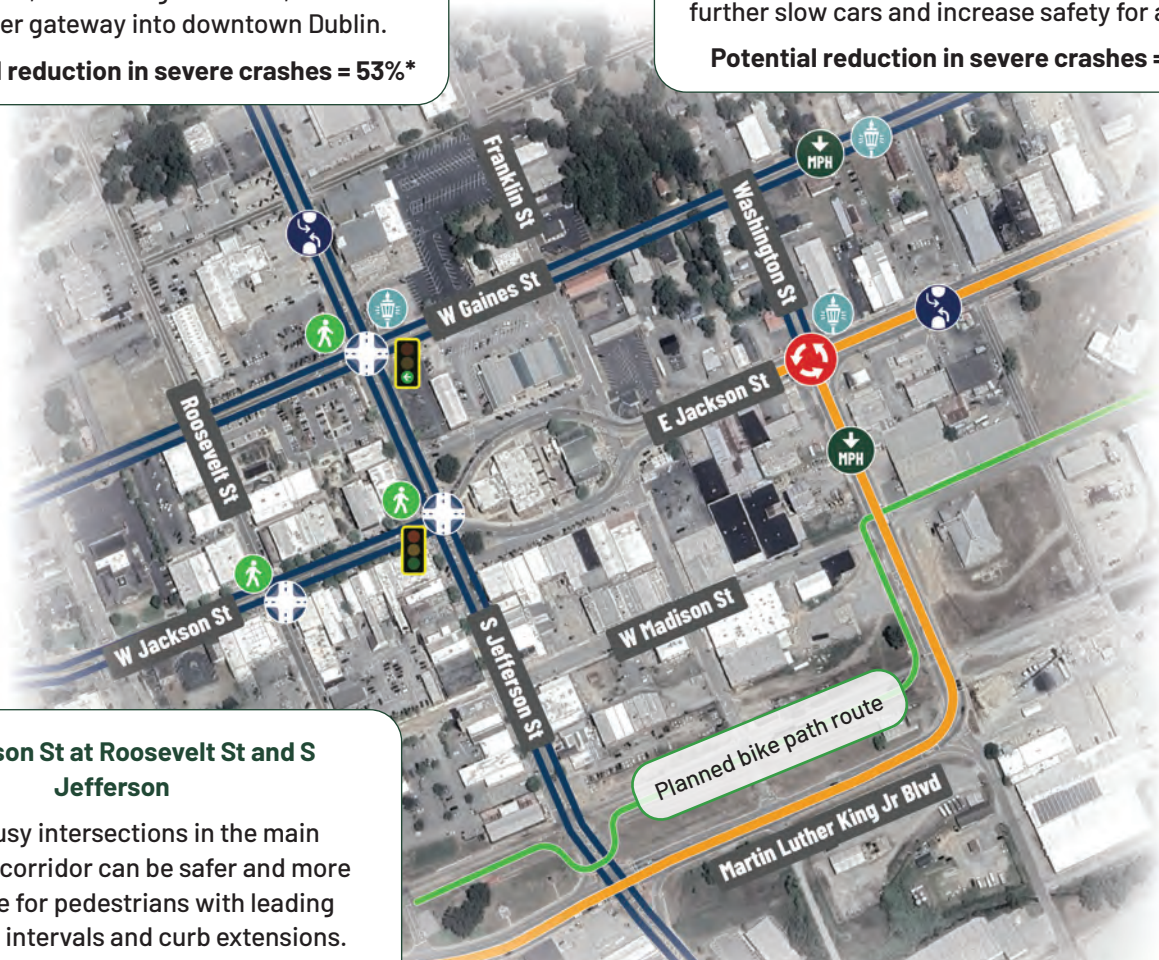 er gateway into downtown Dublin.
reduction in severe crashes = 53%*
further slow cars and increase safety for a
Potential reduction in severe crashes =
Franklin St
MPH
Washington St
W Gaines St
E Jackson St
Roosevelt St
MPH
W Jackson St
S Jefferson St
W Madison St
Planned bike path route
Martin Luther King Jr Blvd
son St at Roosevelt St and S
Jefferson
usy intersections in the main
corridor can be safer and more
e for pedestrians with leading
intervals and curb extensions.